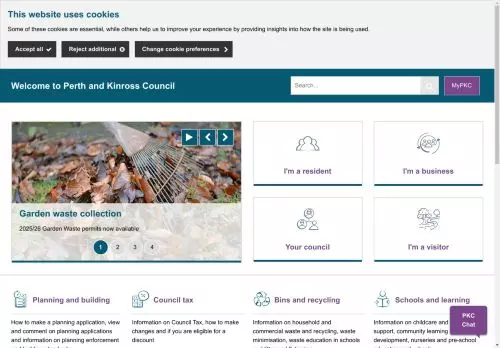 This website uses cookies
Some of these cookies are essential, while others help us to improve your experience by providing insights into how the site is being used.
Accept all
Reject additional
Change cookie preferences
Welcome to Perth and Kinross Council
Search...
MyPKC
Garden waste collection
2025/26 Garden Waste permits now available
1 2 3 4
I'm a resident
I'm a business
Your council
I'm a visitor
Planning and building
How to make a planning application, view
and comment on planning applications
and information on planning enforcement
Council tax
Information on Council Tax, how to make
changes and if you are eligible for a
discount
Bins and recycling
Information on household and
commercial waste and recycling, waste
minimisation, waste education in schools
Schools and learning
Information on childcare and
support, community learning
development, nurseries and pre-school
PKC
Chat